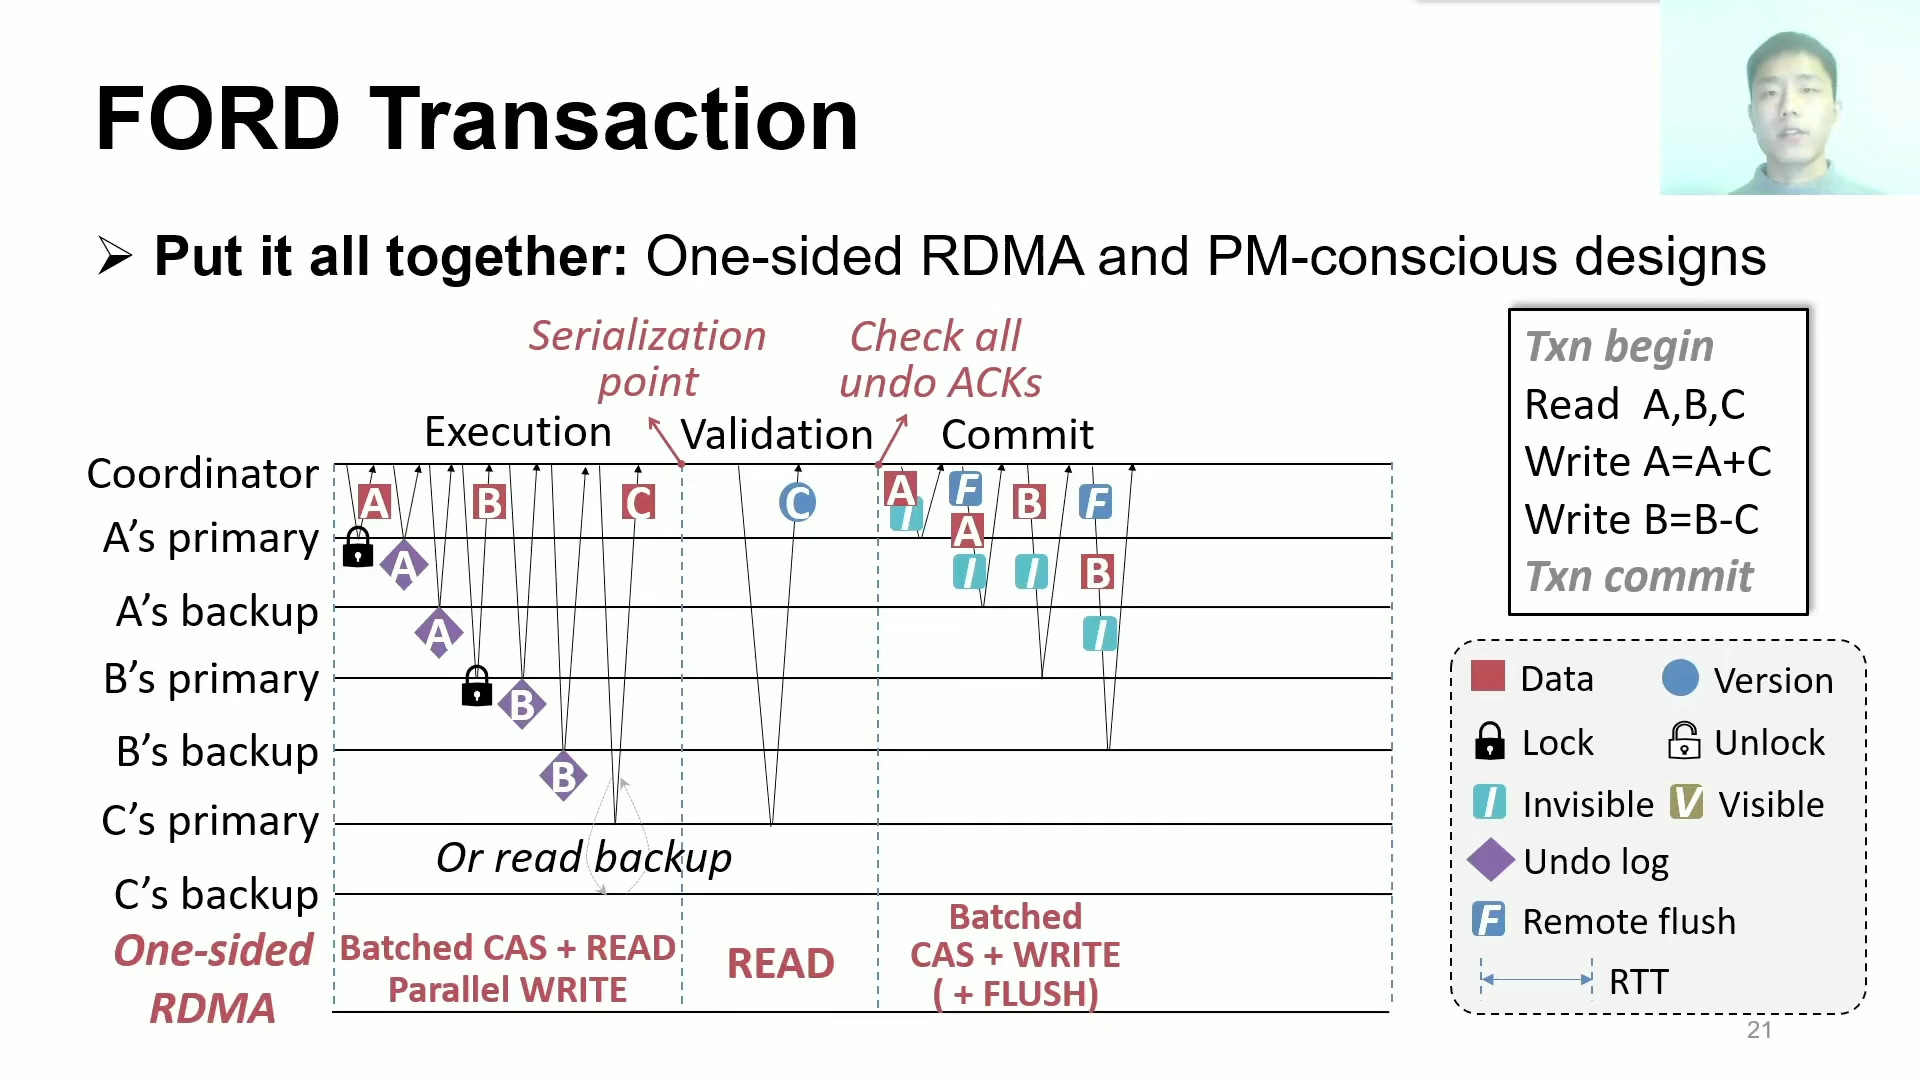 FORD Transaction
➢ Put it all together: One-sided RDMA and PM-conscious designs
Serialization
point
Check all
undo ACKs
Execution
Validation
Commit
Coordinator
A's primary
A's backup
B's primary
B's backup
C's primary
C's backup
A
B
C
C
A
I
F
A
I
B
I
F
B
I
A
A
B
B
Or read backup
One-sided
RDMA
Batched CAS + READ
Parallel WRITE
READ
Batched
CAS + WRITE
( + FLUSH)
Txn begin
Read A,B,C
Write A=A+C
Write B=B-C
Txn commit
Data
Version
Lock
Unlock
I Invisible
V Visible
Undo log
F Remote flush
RTT
21